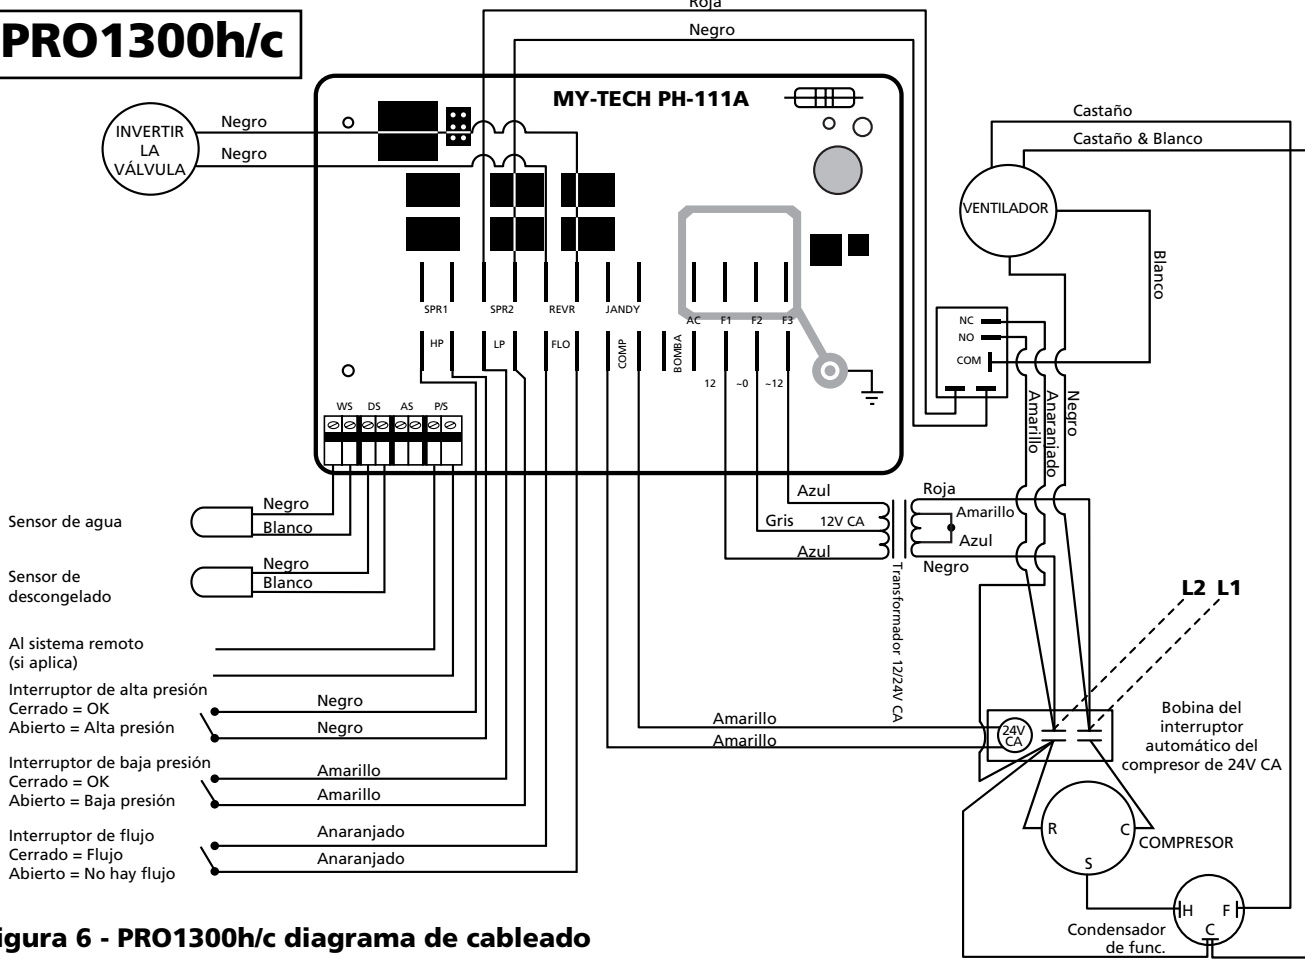 PRO1300h/c
Roja
Negro
MY-TECH PH-111A
INVERTIR
LA
VÁLVULA
Negro
Negro
Castaño
Castaño & Blanco
VENTILADOR
Blanco
SPR1
SPR2
REVR
JANDY
AC
F1
F2
F3
HP
LP
FLO
COMP
BOMBA
12
~0
~12
NC
NO
COM
Amarillo
Anaranjado
Negro
WS
DS
AS
P/S
Sensor de agua
Negro
Blanco
Sensor de
descongelado
Negro
Blanco
Azul
Gris
12V CA
Azul
Roja
Amarillo
Azul
Negro
Transformador 12/24V CA
L2
L1
Al sistema remoto
(si aplica)
Interruptor de alta presión
Cerrado = OK
Abierto = Alta presión
Negro
Negro
Interruptor de baja presión
Cerrado = OK
Abierto = Baja presión
Amarillo
Amarillo
Interruptor de flujo
Cerrado = Flujo
Abierto = No hay flujo
Anaranjado
Anaranjado
Amarillo
Amarillo
24V
CA
Bobina del
interruptor
automático del
compresor de 24V CA
R
C
S
COMPRESOR
H
F
C
Condensador
de func.
igura 6 - PRO1300h/c diagrama de cableado